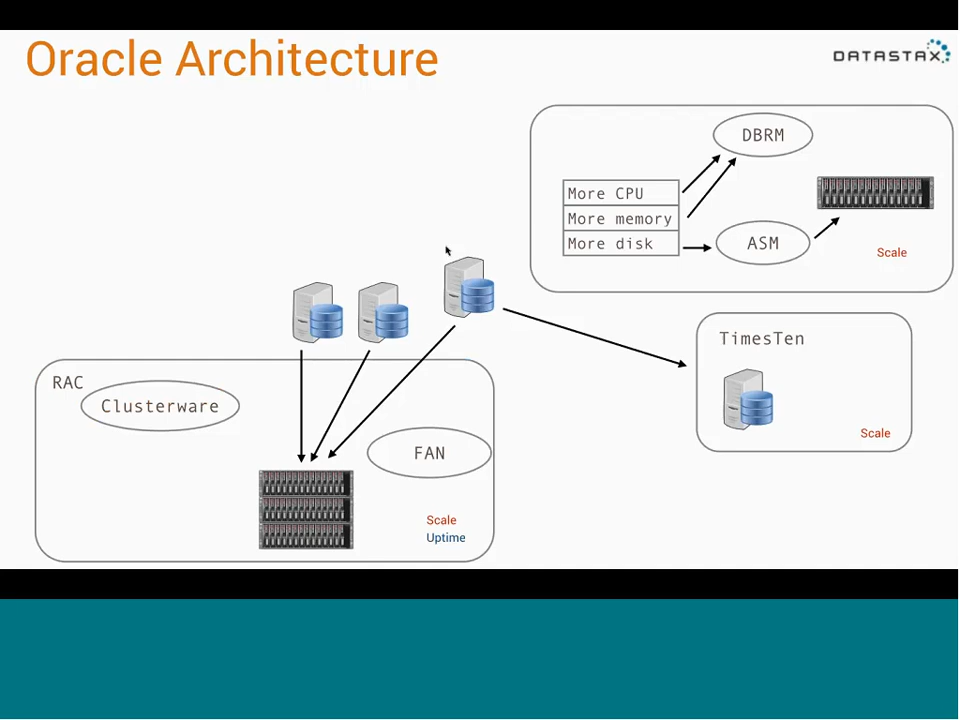 Oracle Architecture
DATASTAX
DBRM
More CPU
More memory
More disk
ASM
Scale
TimesTen
Scale
RAC
Clusterware
FAN
Scale
Uptime